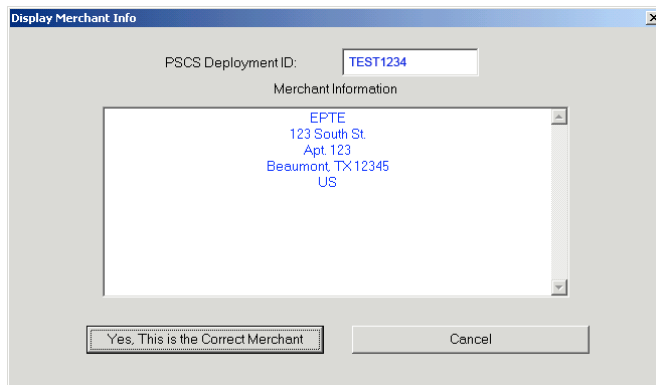 Display Merchant Info
PSCS Deployment ID: TEST1234
Merchant Information
EPTE
123 South St.
Apt. 123
Beaumont, TX 12345
US
Yes, This is the Correct Merchant Cancel